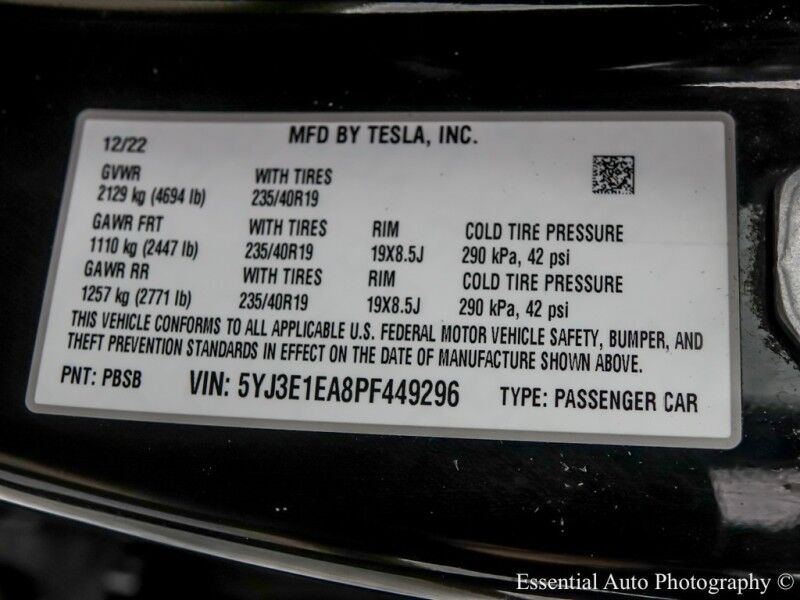 12/22 MFD BY TESLA, INC.
GVWR WITH TIRES
2129 kg (4694 lb) 235/40R19
GAWR FRT WITH TIRES RIM COLD TIRE PRESSURE
1110 kg (2447 lb) 235/40R19 19X8.5J 290 kPa, 42 psi
GAWR RR WITH TIRES RIM COLD TIRE PRESSURE
1257 kg (2771 lb) 235/40R19 19X8.5J 290 kPa, 42 psi
THIS VEHICLE CONFORMS TO ALL APPLICABLE U.S. FEDERAL MOTOR VEHICLE SAFETY, BUMPER, AND
THEFT PREVENTION STANDARDS IN EFFECT ON THE DATE OF MANUFACTURE SHOWN ABOVE.
PNT: PBSB VIN: 5YJ3E1EA8PF449296 TYPE: PASSENGER CAR
Essential Auto Photography ©